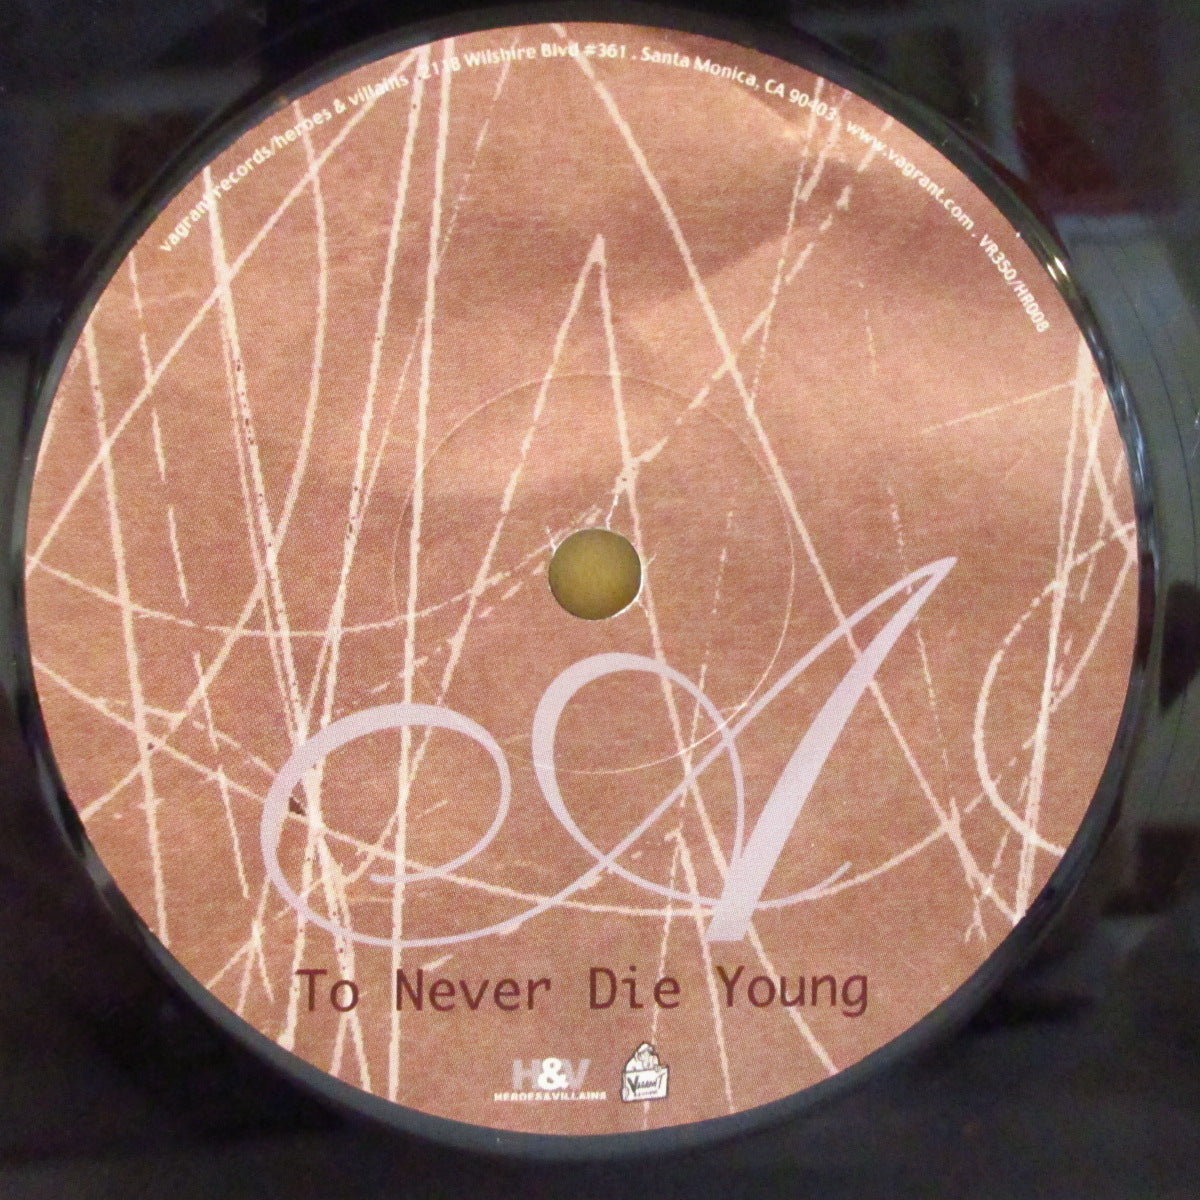 vagrant records/heroes & villains . 2118 Wilshire Blvd #361 . Santa Monica, CA 90403 . www.vagrant.com . VR350/HR008
A
To Never Die Young
H&V
HEROES&VILLAINS
VAGRANT